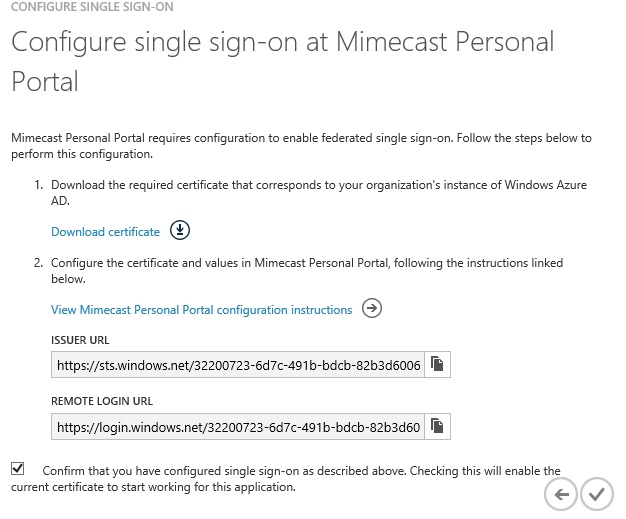 CONFIGURE SINGLE SIGN-ON
Configure single sign-on at Mimecast Personal
Portal
Mimecast Personal Portal requires configuration to enable federated single sign-on. Follow the steps below to
perform this configuration.
1. Download the required certificate that corresponds to your organization's instance of Windows Azure
AD.
Download certificate
2. Configure the certificate and values in Mimecast Personal Portal, following the instructions linked
below.
View Mimecast Personal Portal configuration instructions
ISSUER URL
https://sts.windows.net/32200723-6d7c-491b-bdcb-82b3d6006
REMOTE LOGIN URL
https://login.windows.net/32200723-6d7c-491b-bdcb-82b3d60
Confirm that you have configured single sign-on as described above. Checking this will enable the
current certificate to start working for this application.